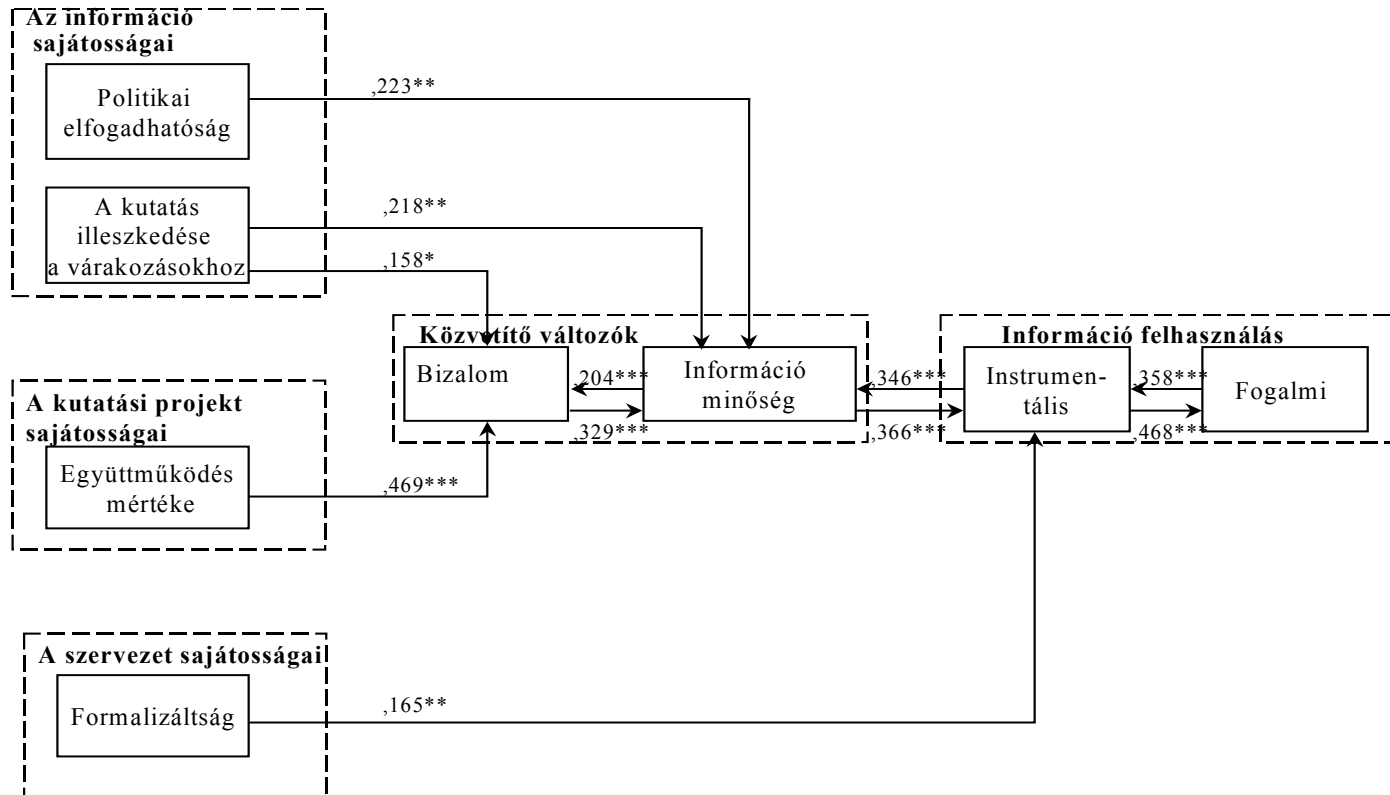 Az információ
sajátosságai
Politikai
elfogadhatóság
,223**
A kutatás
illeszkedése
a várakozásokhoz
,218**
,158*
Közvetítő változók
Bizalom
,204***
,329***
Információ
minőség
,346***
,366***
Információ felhasználás
Instrumen-
tális
,358***
,468***
Fogalmi
A kutatási projekt
sajátosságai
Együttműködés
mértéke
,469***
A szervezet sajátosságai
Formalizáltság
,165**